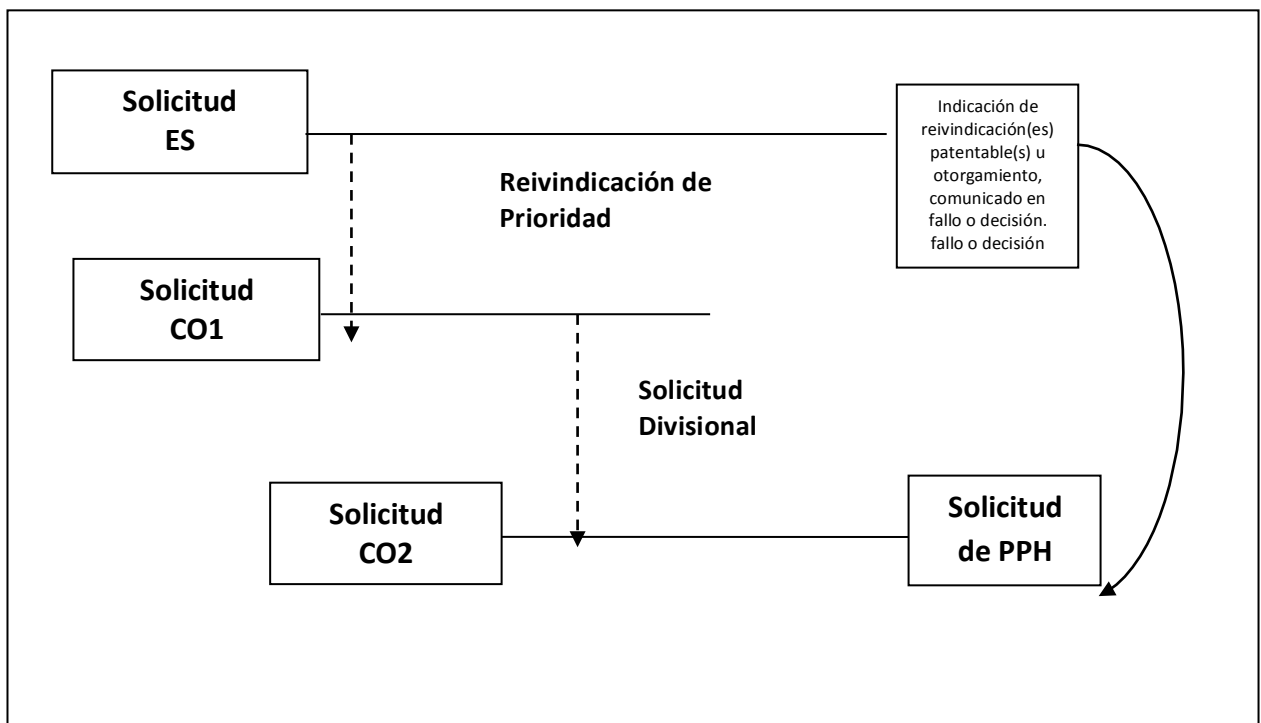 Solicitud
ES
Indicación de
reivindicación(es)
patentable(s) u
otorgamiento,
comunicado en
fallo o decisión.
fallo o decisión
Reivindicación de
Prioridad
Solicitud
CO1
Solicitud
Divisional
Solicitud
CO2
Solicitud
de PPH